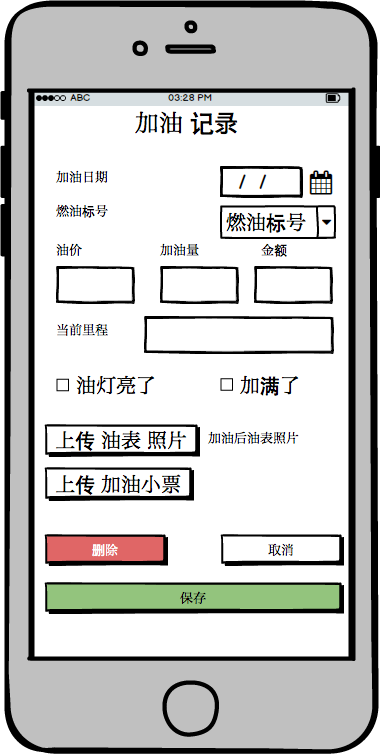 ABC 03:28 PM
加油 记录
加油日期 / /
燃油标号 燃油标号
油价 加油量 金额
当前里程
油灯亮了 加满了
上传 油表 照片 加油后油表照片
上传 加油小票
删除 取消
保存